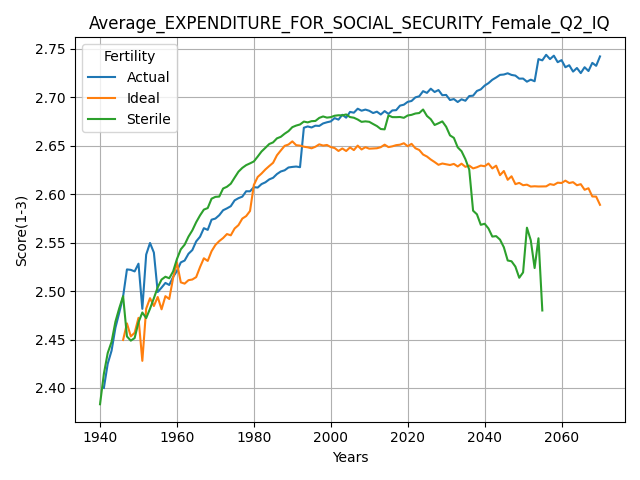 Average_EXPENDITURE_FOR_SOCIAL_SECURITY_Female_Q2_IQ
Fertility
Actual
Ideal
Sterile
Score(1-3)
2.75
2.70
2.65
2.60
2.55
2.50
2.45
2.40
1940 1960 1980 2000 2020 2040 2060
Years